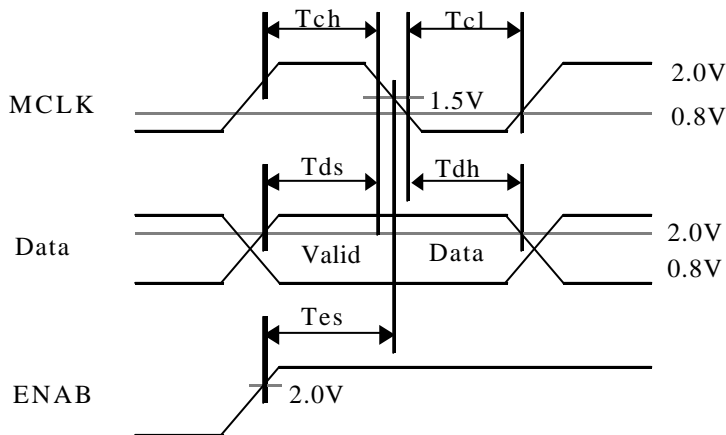 Tch Tcl
2.0V
MCLK 1.5V
0.8V
Tds Tdh
Data Valid Data 2.0V
0.8V
Tes
ENAB 2.0V